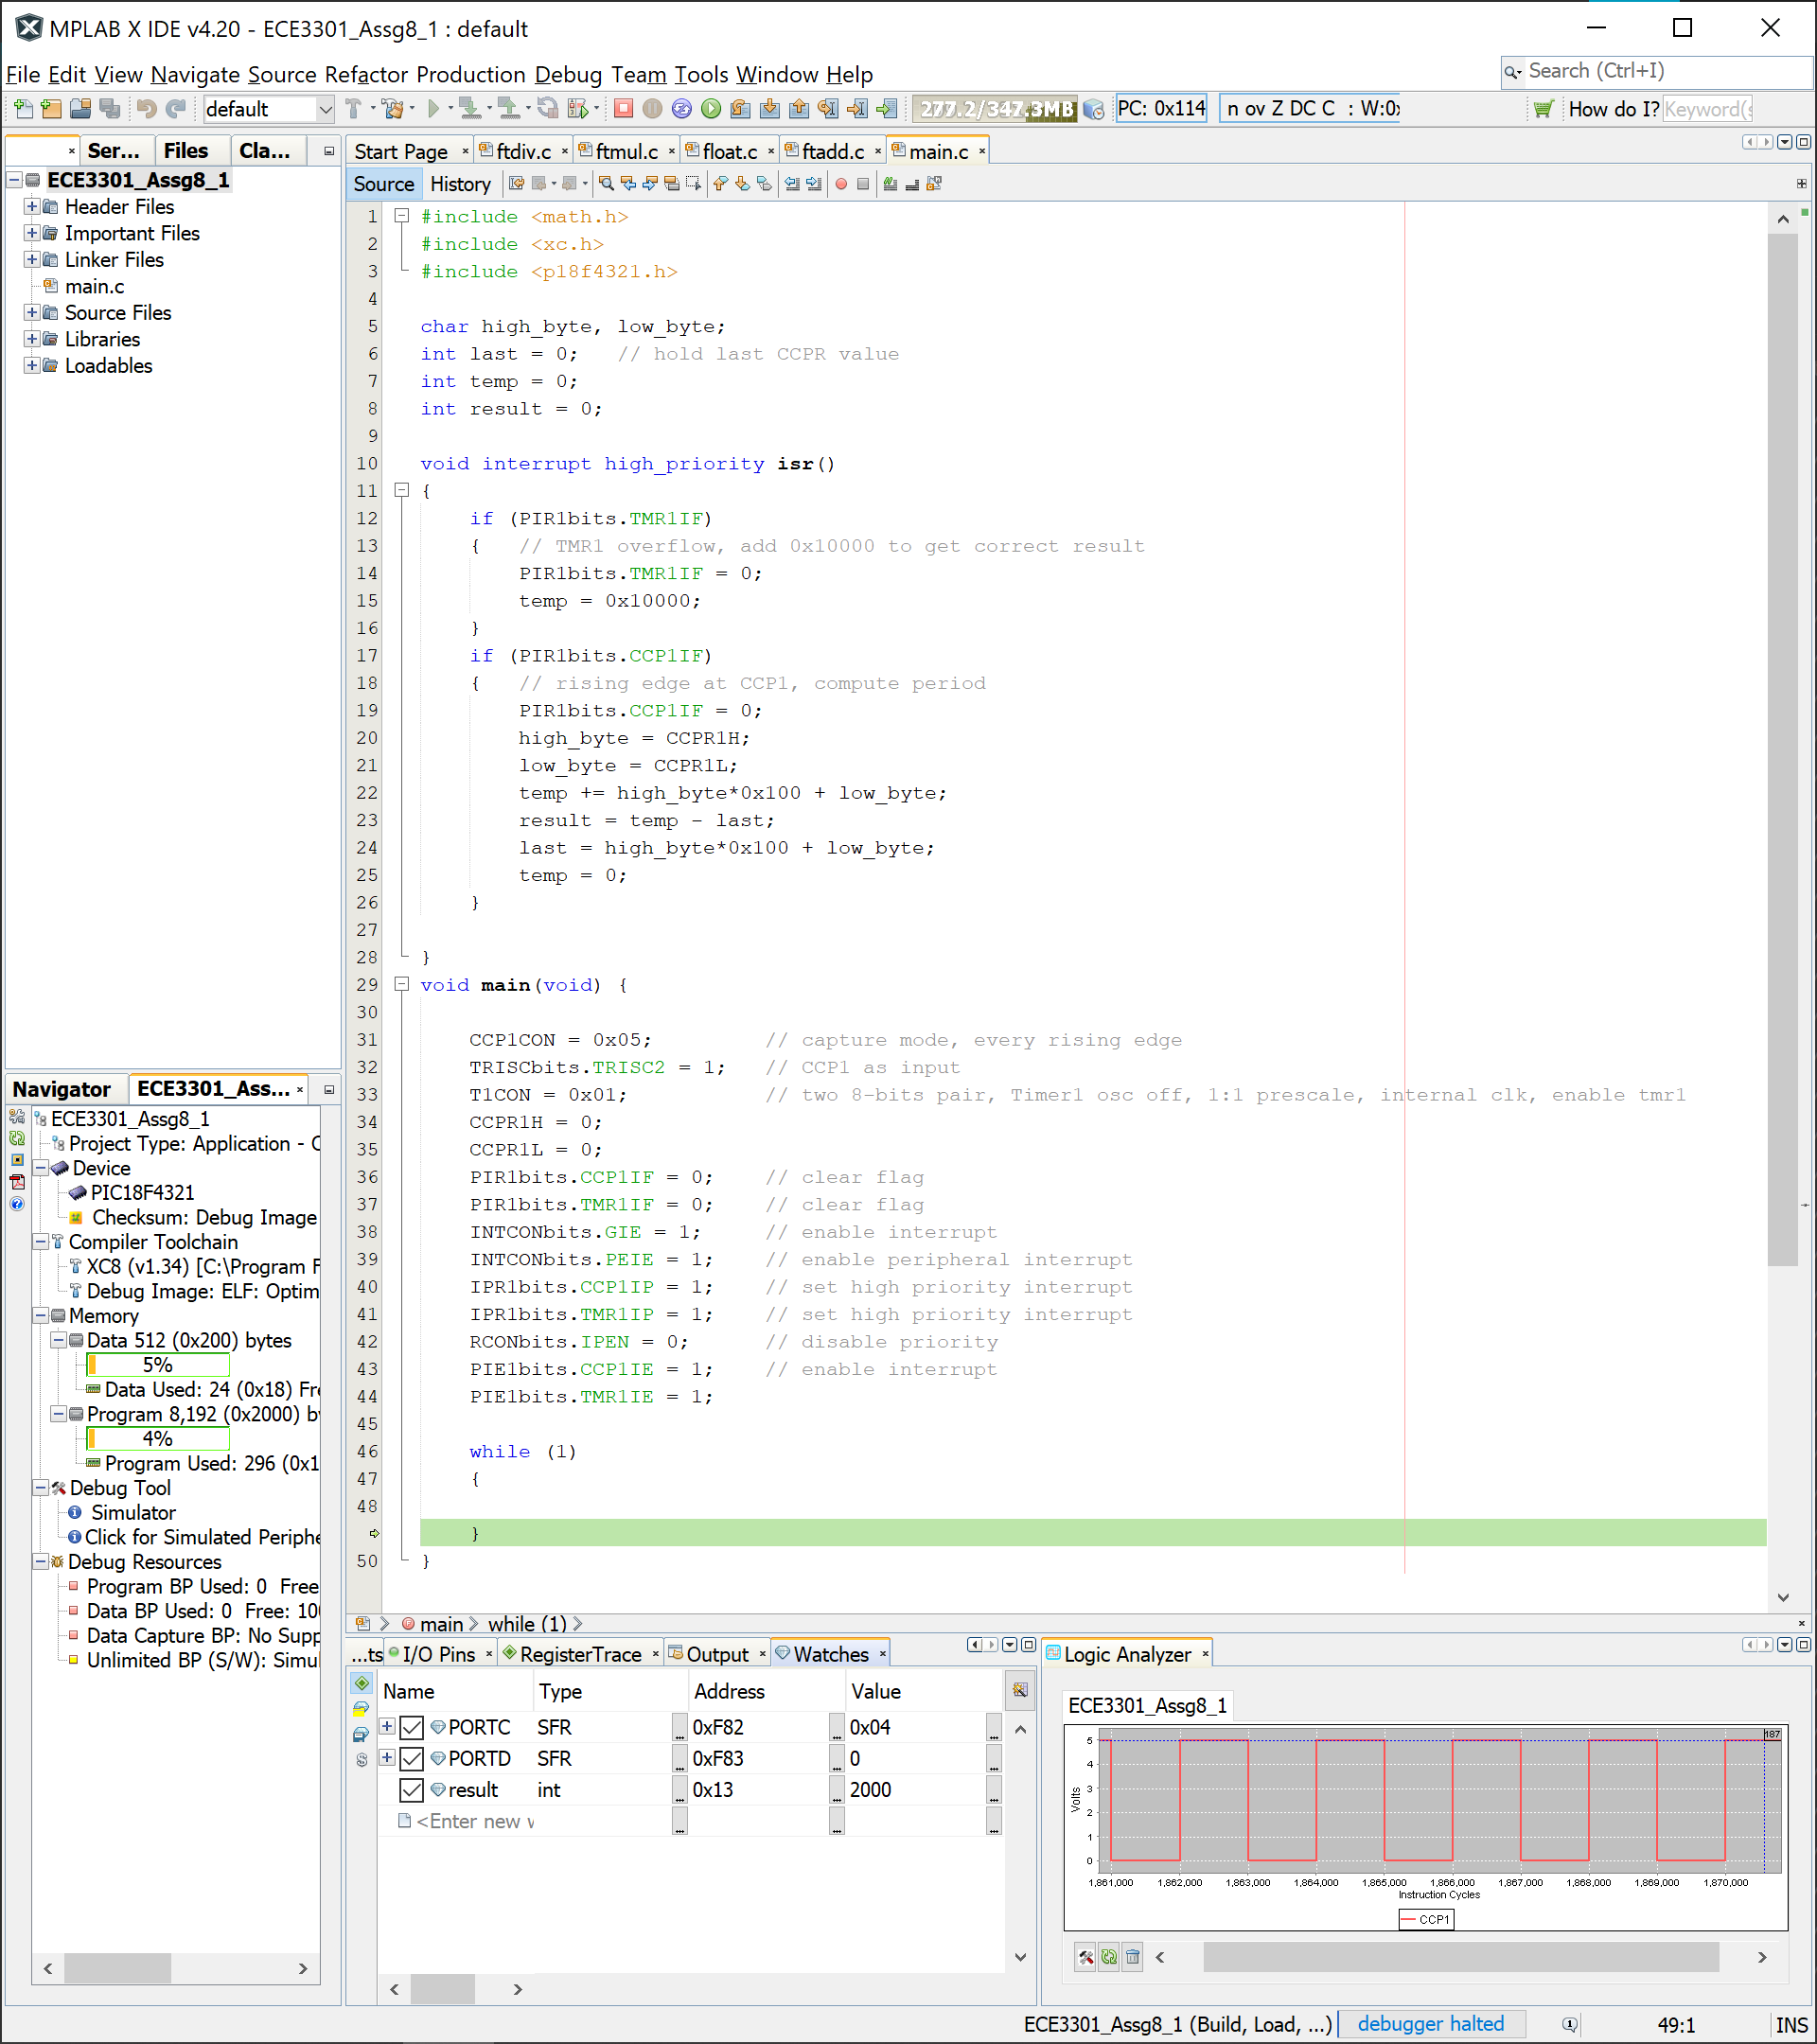 MPLAB X IDE v4.20 - ECE3301_Assg8_1 : default
File Edit View Navigate Source Refactor Production Debug Team Tools Window Help
Search (Ctrl+I)
default
277.2/347.3MB
PC: 0x114
n ov Z DC C : W:0x
How do I?
Keyword(s
Ser...
Files
Cla...
ECE3301_Assg8_1
Header Files
Important Files
Linker Files
main.c
Source Files
Libraries
Loadables
Start Page
ftdiv.c
ftmul.c
float.c
ftadd.c
main.c
Source
History
1 #include <math.h>
2 #include <xc.h>
3 #include <p18f4321.h>
4
5 char high_byte, low_byte;
6 int last = 0; // hold last CCPR value
7 int temp = 0;
8 int result = 0;
9
10 void interrupt high_priority isr()
11 {
12 if (PIR1bits.TMR1IF)
13 { // TMR1 overflow, add 0x10000 to get correct result
14 PIR1bits.TMR1IF = 0;
15 temp = 0x10000;
16 }
17 if (PIR1bits.CCP1IF)
18 { // rising edge at CCP1, compute period
19 PIR1bits.CCP1IF = 0;
20 high_byte = CCPR1H;
21 low_byte = CCPR1L;
22 temp += high_byte*0x100 + low_byte;
23 result = temp - last;
24 last = high_byte*0x100 + low_byte;
25 temp = 0;
26 }
27
28 }
29 void main(void) {
30
31 CCP1CON = 0x05; // capture mode, every rising edge
32 TRISCbits.TRISC2 = 1; // CCP1 as input
33 T1CON = 0x01; // two 8-bits pair, Timer1 osc off, 1:1 prescale, internal clk, enable tmr1
34 CCPR1H = 0;
35 CCPR1L = 0;
36 PIR1bits.CCP1IF = 0; // clear flag
37 PIR1bits.TMR1IF = 0; // clear flag
38 INTCONbits.GIE = 1; // enable interrupt
39 INTCONbits.PEIE = 1; // enable peripheral interrupt
40 IPR1bits.CCP1IP = 1; // set high priority interrupt
41 IPR1bits.TMR1IP = 1; // set high priority interrupt
42 RCONbits.IPEN = 0; // disable priority
43 PIE1bits.CCP1IE = 1; // enable interrupt
44 PIE1bits.TMR1IE = 1;
45
46 while (1)
47 {
48
}
50 }
main
while (1)
Navigator
ECE3301_Ass...
ECE3301_Assg8_1
Project Type: Application - C
Device
PIC18F4321
Checksum: Debug Image
Compiler Toolchain
XC8 (v1.34) [C:\Program F
Debug Image: ELF: Optim
Memory
Data 512 (0x200) bytes
5%
Data Used: 24 (0x18) Fre
Program 8,192 (0x2000) by
4%
Program Used: 296 (0x1
Debug Tool
Simulator
Click for Simulated Periphe
Debug Resources
Program BP Used: 0 Free
Data BP Used: 0 Free: 100
Data Capture BP: No Supp
Unlimited BP (S/W): Simul
...ts
I/O Pins
RegisterTrace
Output
Watches
Name Type Address Value
PORTC SFR 0xF82 0x04
PORTD SFR 0xF83 0
result int 0x13 2000
<Enter new w
Logic Analyzer
ECE3301_Assg8_1
187
Volts
5
4
3
2
1
0
1,861,000 1,862,000 1,863,000 1,864,000 1,865,000 1,866,000 1,867,000 1,868,000 1,869,000 1,870,000
Instruction Cycles
CCP1
ECE3301_Assg8_1 (Build, Load, ...)
debugger halted
49:1
INS